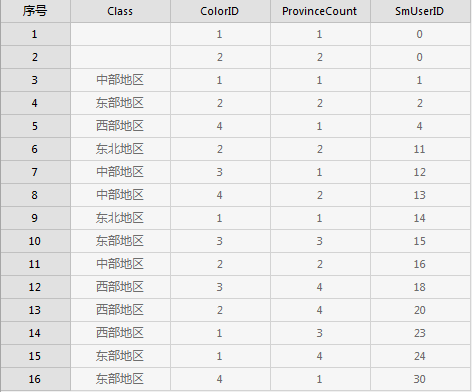 序号 Class ColorID ProvinceCount SmUserID
1 1 1 0
2 2 2 0
3 中部地区 1 1 1
4 东部地区 2 2 2
5 西部地区 4 1 4
6 东北地区 2 2 11
7 中部地区 3 1 12
8 中部地区 4 2 13
9 东北地区 1 1 14
10 东部地区 3 3 15
11 中部地区 2 2 16
12 西部地区 3 4 18
13 西部地区 2 4 20
14 西部地区 1 3 23
15 东部地区 1 4 24
16 东部地区 4 1 30